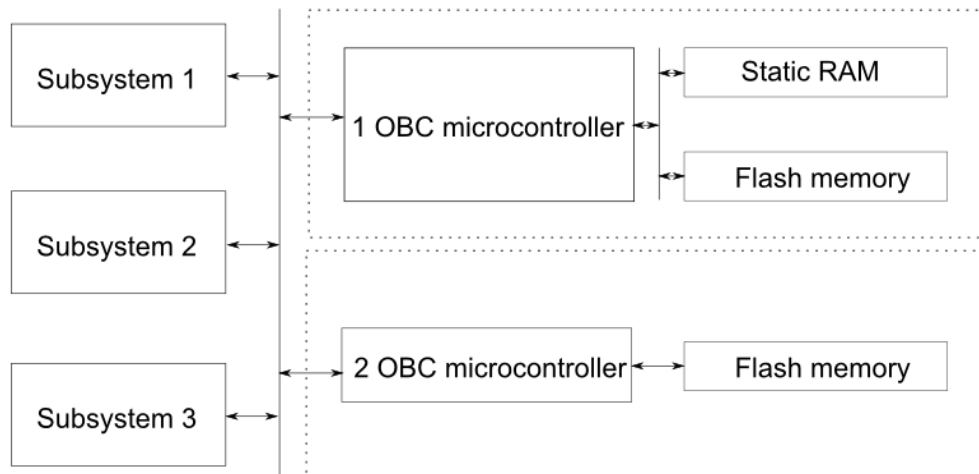 Subsystem 1
Subsystem 2
Subsystem 3
1 OBC microcontroller
Static RAM
Flash memory
2 OBC microcontroller
Flash memory